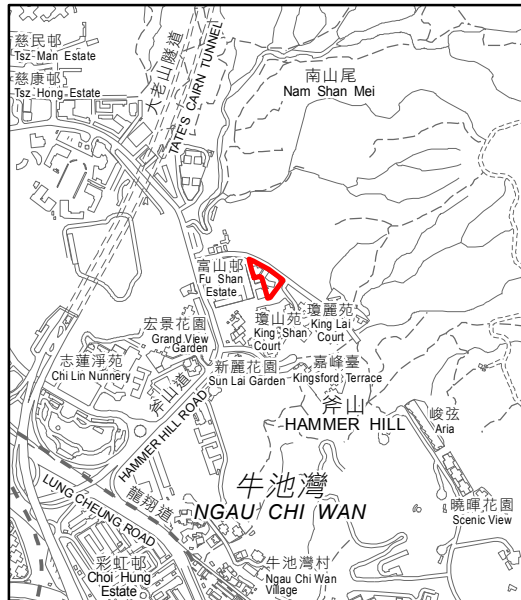 慈民邨
Tsz Man Estate
慈康邨
Tsz Hong Estate
大老山隧道
TATE'S CAIRN TUNNEL
南山尾
Nam Shan Mei
富山邨
Fu Shan
Estate
瓊山苑
King Shan
Court
瓊麗苑
King Lai
Court
宏景花園
Grand View
Garden
志蓮淨苑
Chi Lin Nunnery
斧山道
HAMMER HILL ROAD
新麗花園
Sun Lai Garden
嘉峰臺
Kingsford Terrace
斧山
HAMMER HILL
峻弦
Aria
牛池灣
NGAU CHI WAN
曉暉花園
Scenic View
龍翔道
LUNG CHEUNG ROAD
彩虹邨
Choi Hung
Estate
牛池灣村
Ngau Chi Wan
Village